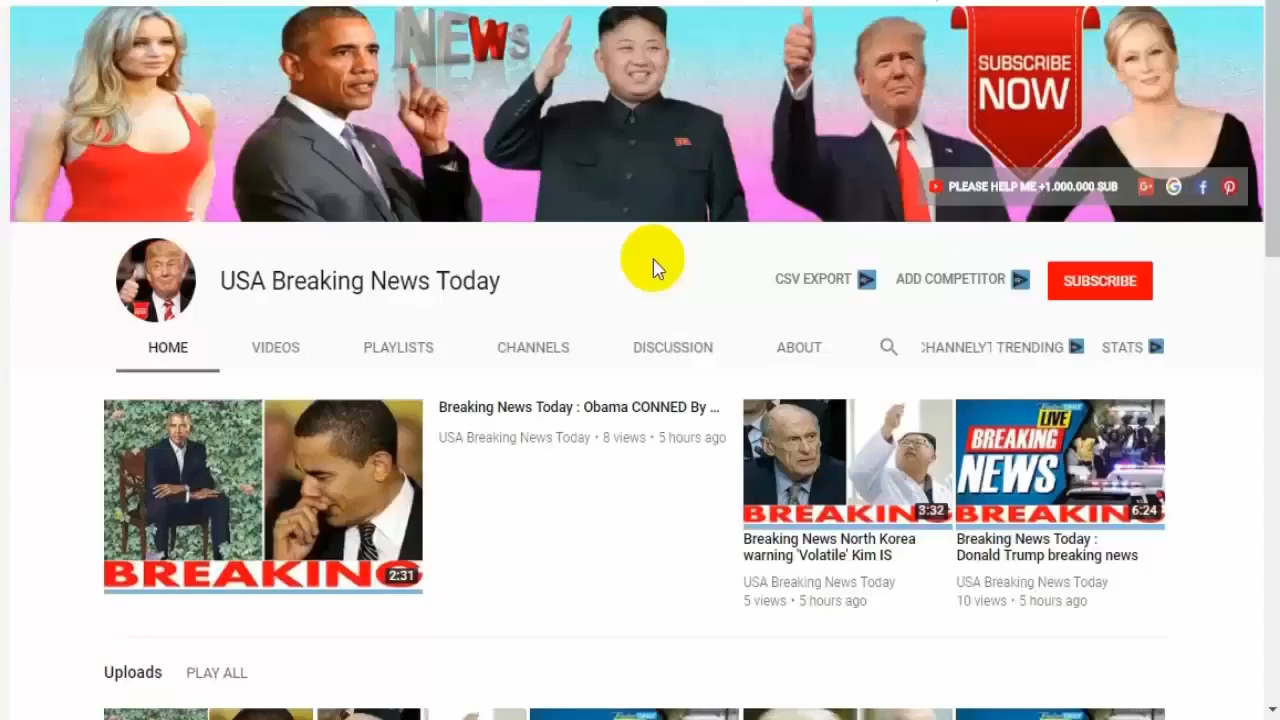 NEWS
SUBSCRIBE
NOW
PLEASE HELP ME +1.000.000 SUB
USA Breaking News Today
CSV EXPORT
ADD COMPETITOR
SUBSCRIBE
HOME
VIDEOS
PLAYLISTS
CHANNELS
DISCUSSION
ABOUT
CHANNELYT TRENDING
STATS
BREAKING
2:31
Breaking News Today : Obama CONNED By ...
USA Breaking News Today • 8 views • 5 hours ago
BREAKIN
3:32
Breaking News North Korea
warning 'Volatile' Kim IS
USA Breaking News Today
5 views • 5 hours ago
LIVE
BREAKING
NEWS
BREAKIN
6:24
Breaking News Today :
Donald Trump breaking news
USA Breaking News Today
10 views • 5 hours ago
Uploads
PLAY ALL